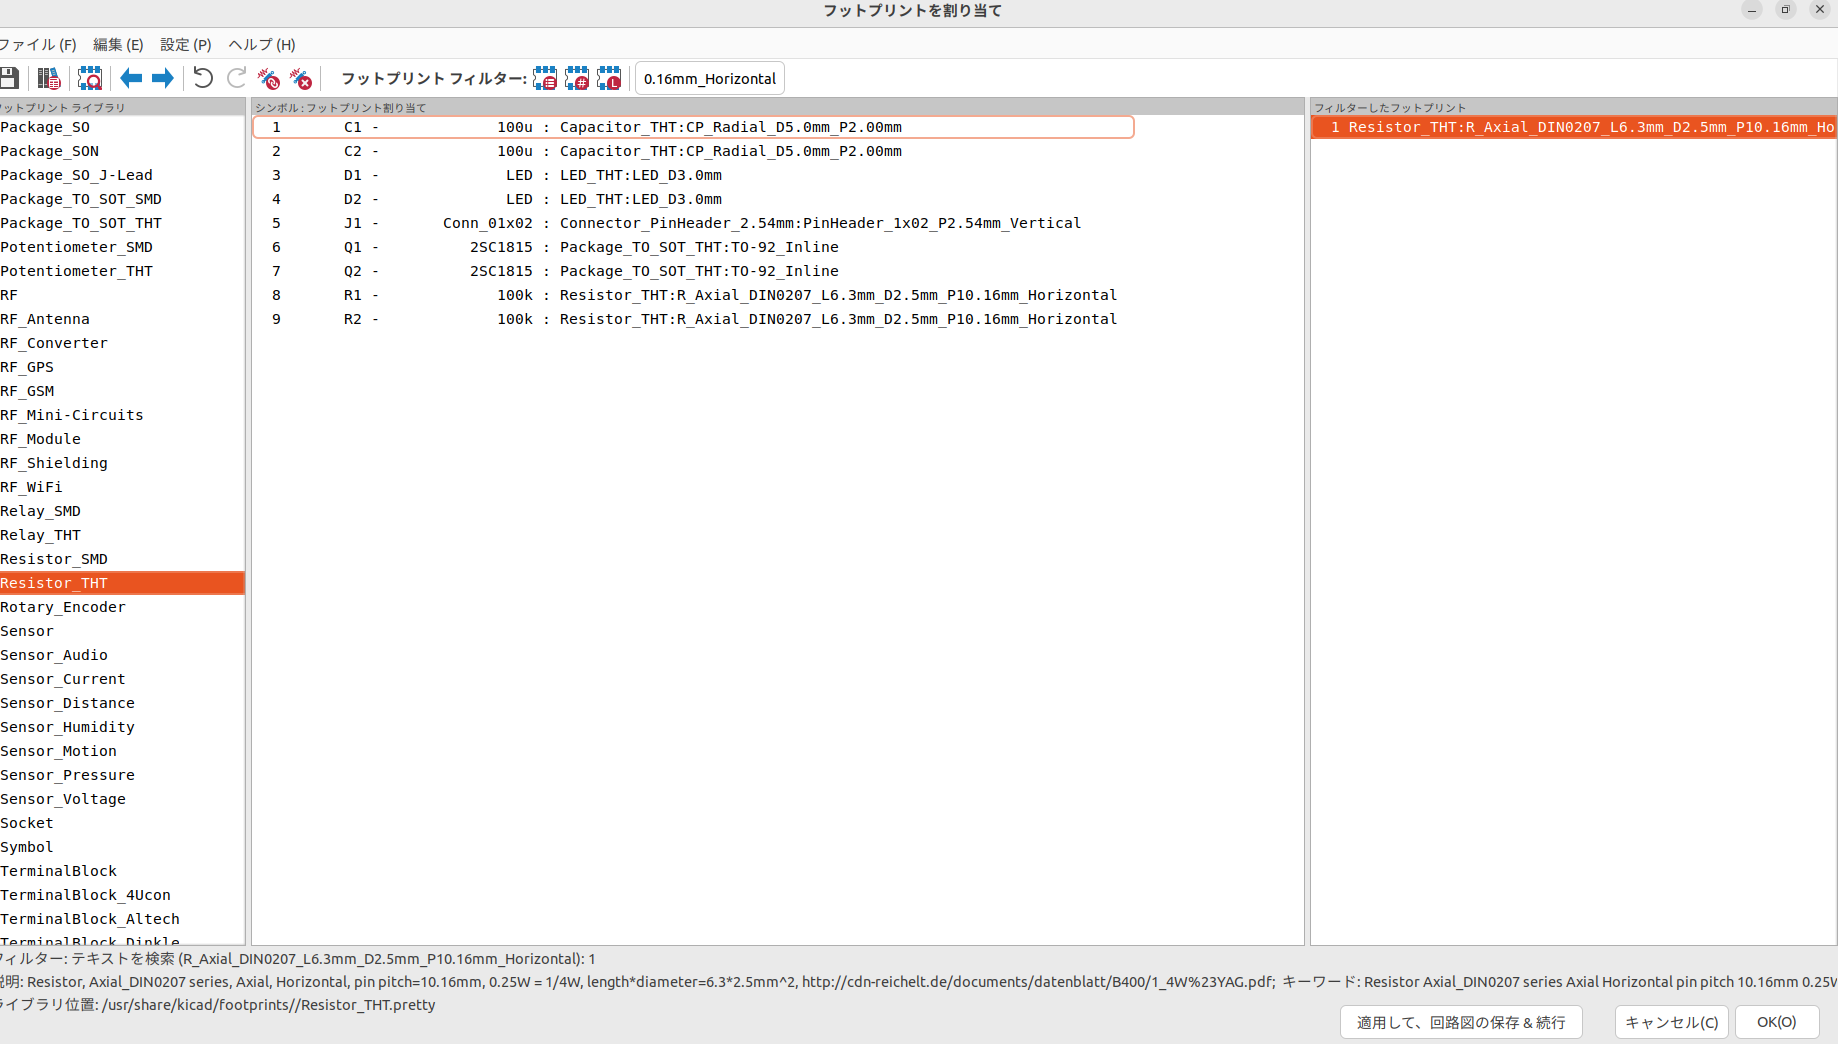 フットプリントを割り当て
ファイル (F) 編集 (E) 設定 (P) ヘルプ (H)
フットプリント フィルター: 0.16mm_Horizontal
フットプリント ライブラリ
Package_SO
Package_SON
Package_SO_J-Lead
Package_TO_SOT_SMD
Package_TO_SOT_THT
Potentiometer_SMD
Potentiometer_THT
RF
RF_Antenna
RF_Converter
RF_GPS
RF_GSM
RF_Mini-Circuits
RF_Module
RF_Shielding
RF_WiFi
Relay_SMD
Relay_THT
Resistor_SMD
Resistor_THT
Rotary_Encoder
Sensor
Sensor_Audio
Sensor_Current
Sensor_Distance
Sensor_Humidity
Sensor_Motion
Sensor_Pressure
Sensor_Voltage
Socket
Symbol
TerminalBlock
TerminalBlock_4Ucon
TerminalBlock_Altech
TerminalBlock_Dinkle
シンボル : フットプリント割り当て
1 C1 - 100u : Capacitor_THT:CP_Radial_D5.0mm_P2.00mm
2 C2 - 100u : Capacitor_THT:CP_Radial_D5.0mm_P2.00mm
3 D1 - LED : LED_THT:LED_D3.0mm
4 D2 - LED : LED_THT:LED_D3.0mm
5 J1 - Conn_01x02 : Connector_PinHeader_2.54mm:PinHeader_1x02_P2.54mm_Vertical
6 Q1 - 2SC1815 : Package_TO_SOT_THT:TO-92_Inline
7 Q2 - 2SC1815 : Package_TO_SOT_THT:TO-92_Inline
8 R1 - 100k : Resistor_THT:R_Axial_DIN0207_L6.3mm_D2.5mm_P10.16mm_Horizontal
9 R2 - 100k : Resistor_THT:R_Axial_DIN0207_L6.3mm_D2.5mm_P10.16mm_Horizontal
フィルターしたフットプリント
1 Resistor_THT:R_Axial_DIN0207_L6.3mm_D2.5mm_P10.16mm_Ho
フィルター: テキストを検索 (R_Axial_DIN0207_L6.3mm_D2.5mm_P10.16mm_Horizontal): 1
説明: Resistor, Axial_DIN0207 series, Axial, Horizontal, pin pitch=10.16mm, 0.25W = 1/4W, length*diameter=6.3*2.5mm^2, http://cdn-reichelt.de/documents/datenblatt/B400/1_4W%23YAG.pdf; キーワード: Resistor Axial_DIN0207 series Axial Horizontal pin pitch 10.16mm 0.25W
ライブラリ位置: /usr/share/kicad/footprints//Resistor_THT.pretty
適用して、回路図の保存 & 続行 キャンセル(C) OK(O)